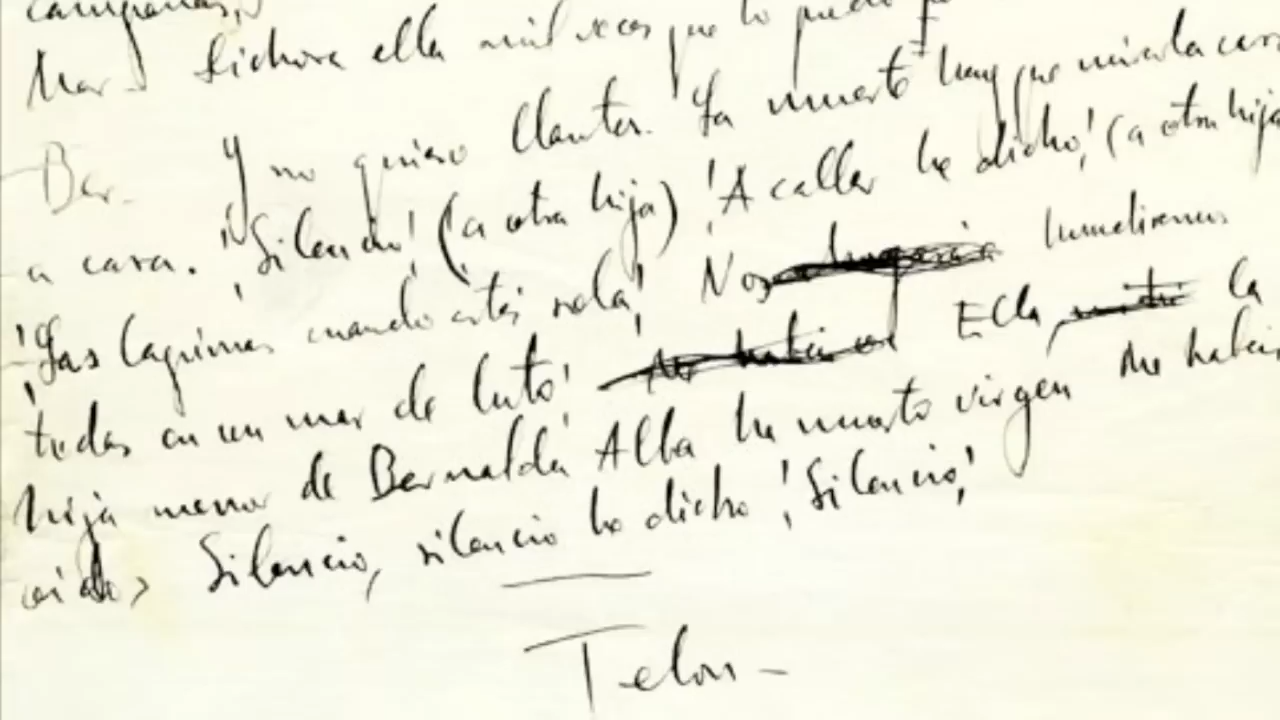 campanas.
Mar- Dichosa ella mil veces que lo pudo
Ber- Y no quiero llantos. La muerte hay que mirarla cara
a cara. ¡Silencio! (a otra hija) ¡A callar he dicho! (a otra hija
¡Las lagrimas cuando estés sola! Nos hundiremos
todas en un mar de luto! Ella, la
hija menor de Bernalda Alba ha muerto virgen Me habeis
oido? Silencio, silencio he dicho ¡Silencio!
Telon-